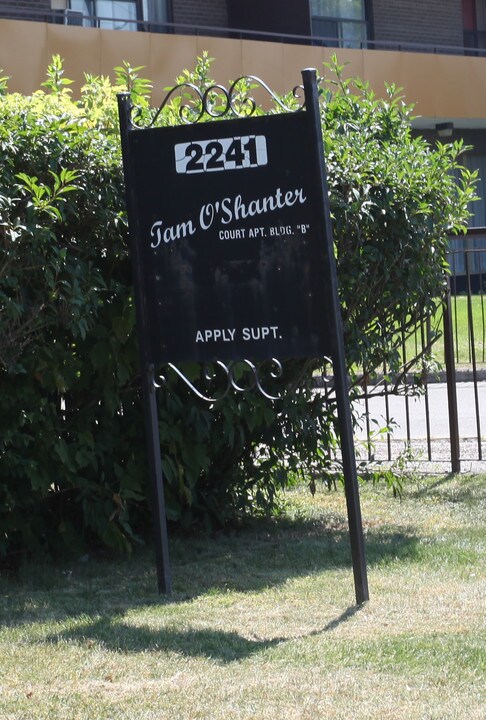 2241
Tam O'Shanter
COURT APT. BLDG. "B"
APPLY SUPT.